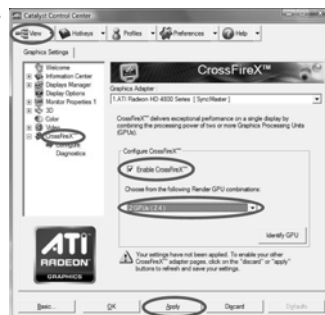 Catalyst Control Center
View
Hotkeys
Profiles
Preferences
Help
Graphics Settings
Welcome
Information Center
Displays Manager
Display Options
Monitor Properties 1
3D
Color
Video
CrossFireX™
Configure
Diagnostics
ATI
RADEON
GRAPHICS
CrossFireX™
Graphics Adapter
1.ATI Radeon HD 4800 Series [SyncMaster]
CrossFireX™ delivers exceptional performance on a single display by
combining the processing power of two or more Graphics Processing Units
(GPUs).
Configure CrossFireX™
Enable CrossFireX™
Choose from the following Render GPU combinations:
2 GPUs (2 4)
Identify GPU
Your settings have not been applied. To enable your other
CrossFireX™ adapter pages, click on the "discard" or "apply"
buttons to refresh and save your settings.
Basic...
OK
Apply
Discard
Defaults